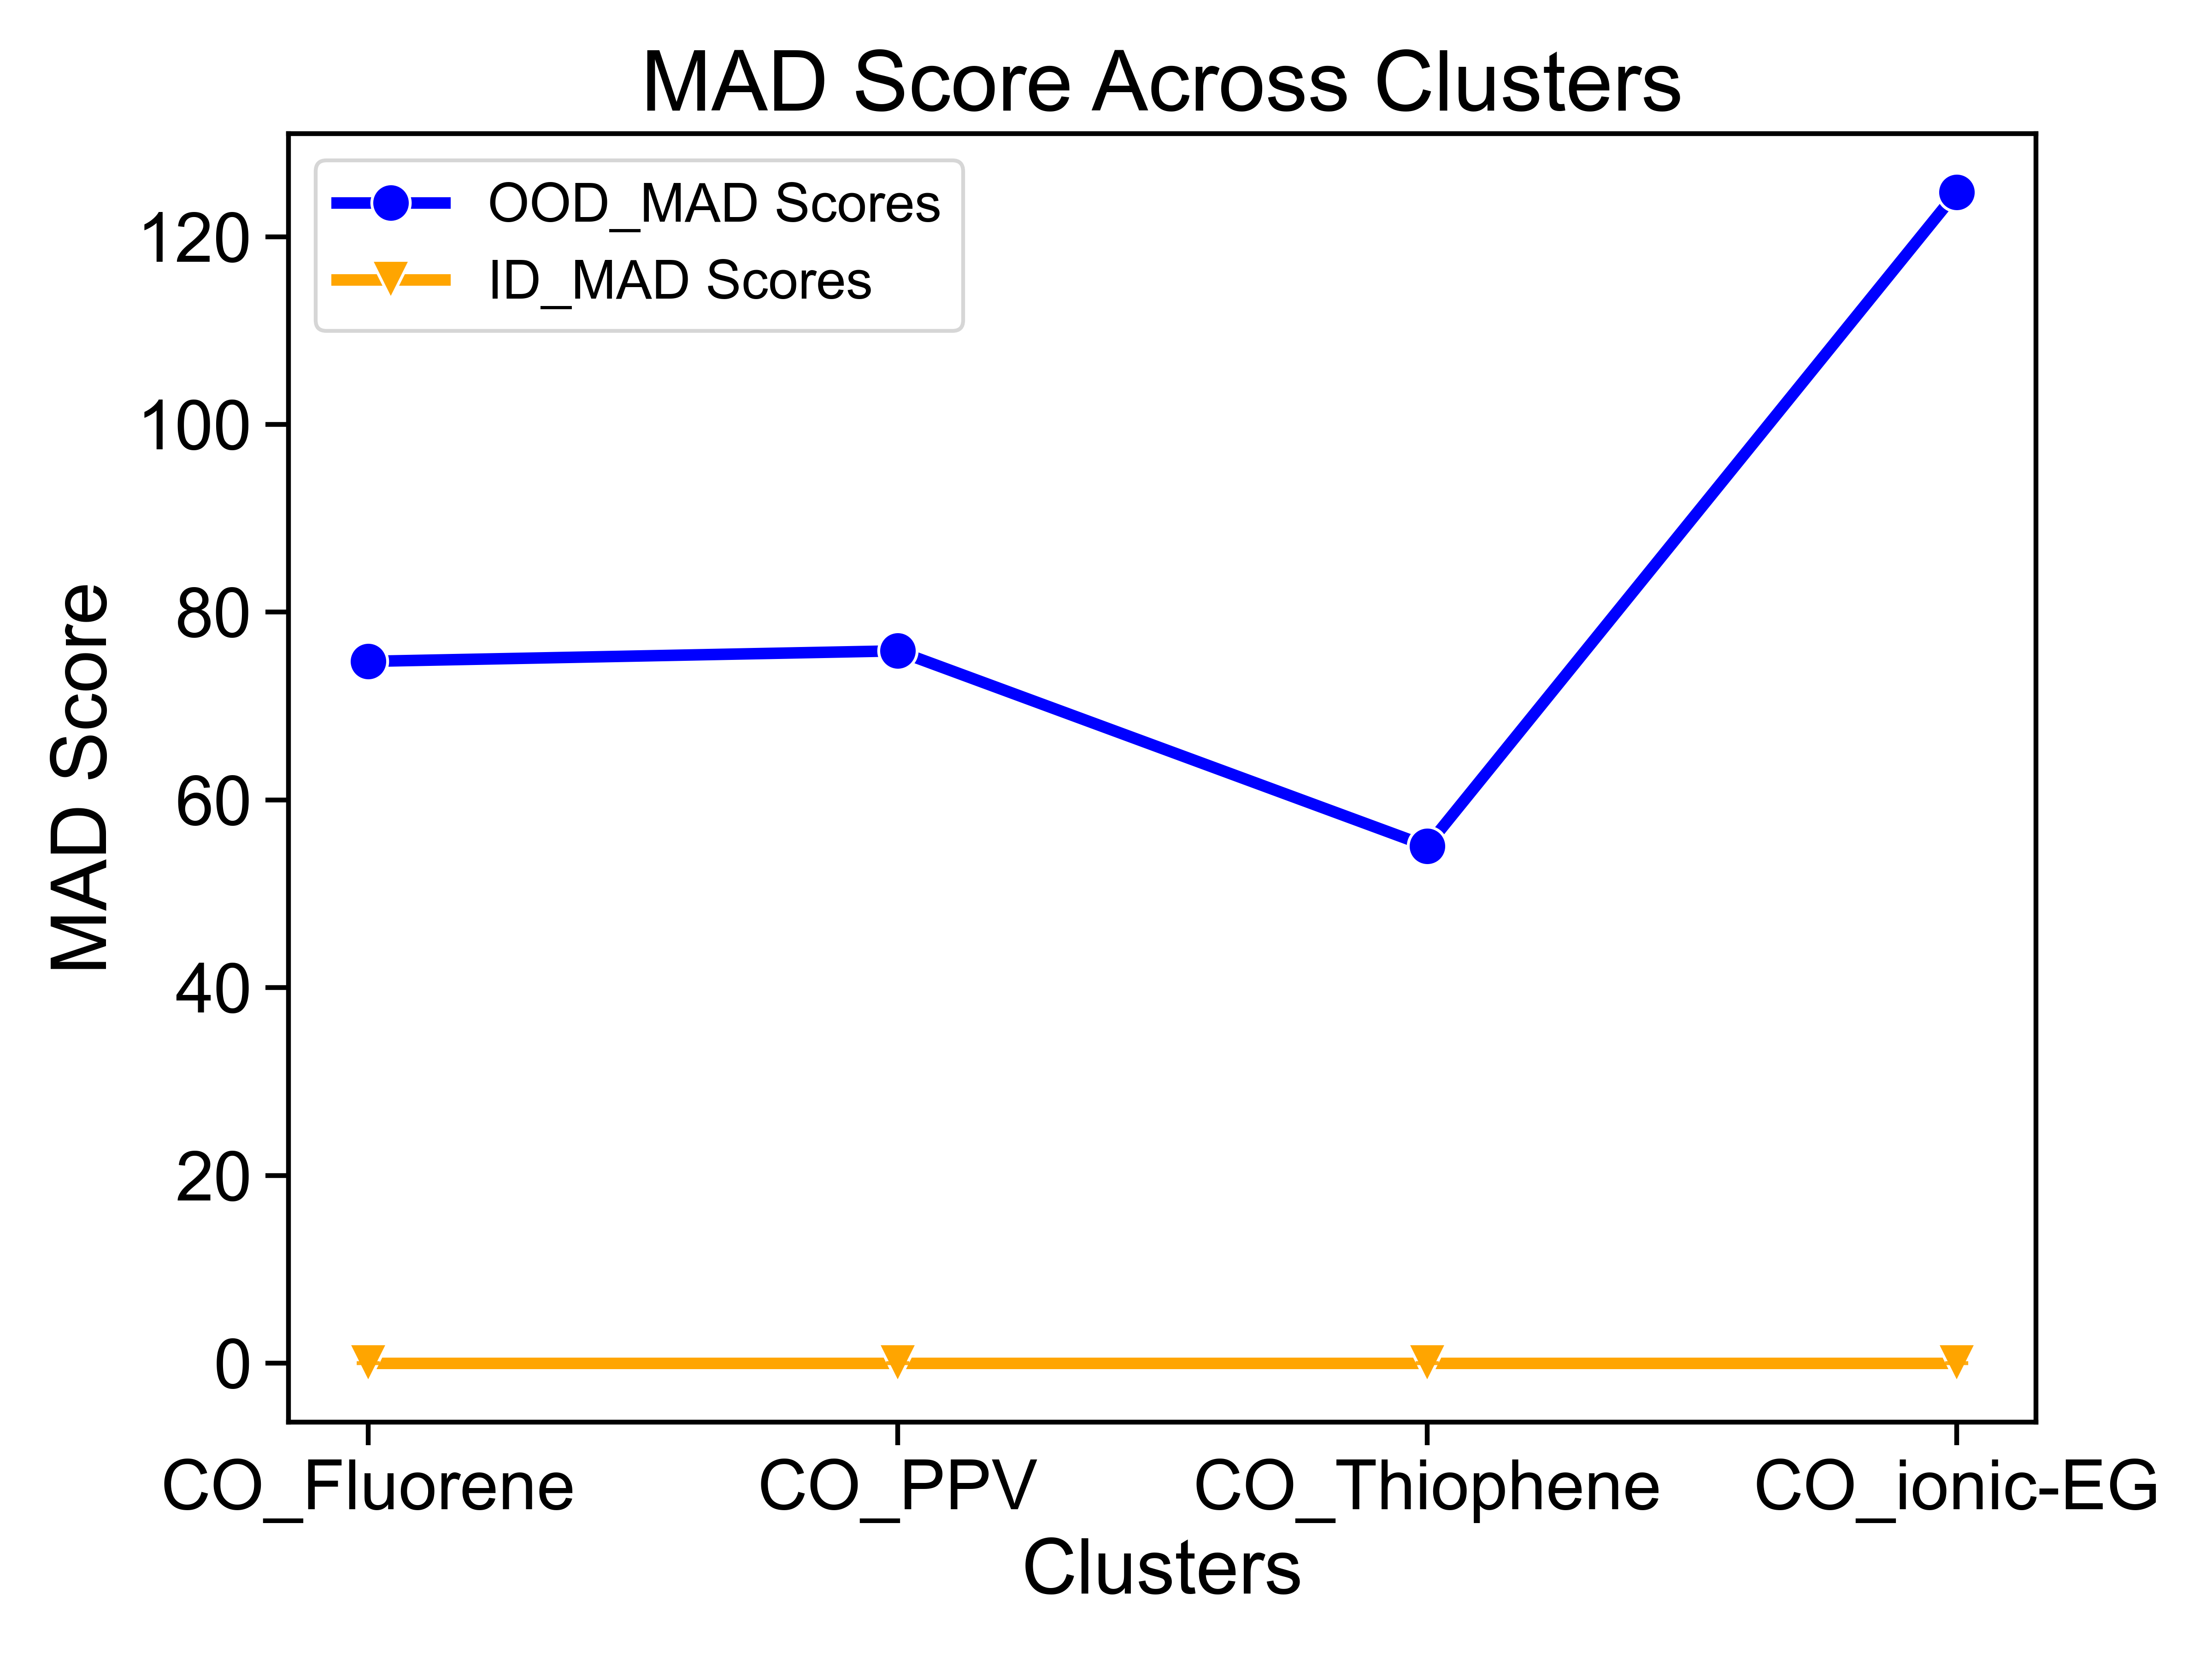 MAD Score Across Clusters
OOD_MAD Scores
ID_MAD Scores
MAD Score
120
100
80
60
40
20
0
CO_Fluorene CO_PPV CO_Thiophene CO_ionic-EG
Clusters